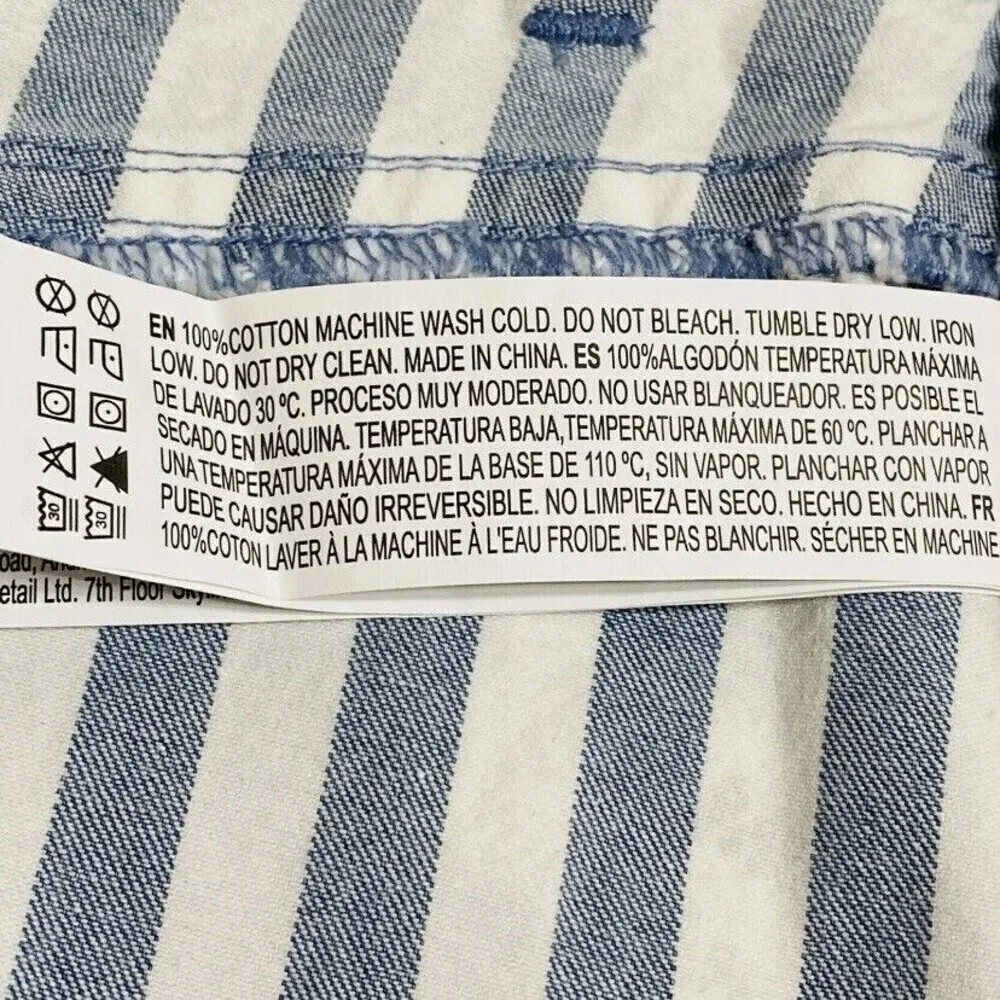 EN 100%COTTON MACHINE WASH COLD. DO NOT BLEACH. TUMBLE DRY LOW. IRON
LOW. DO NOT DRY CLEAN. MADE IN CHINA. ES 100%ALGODÓN TEMPERATURA MÁXIMA
DE LAVADO 30 ºC. PROCESO MUY MODERADO. NO USAR BLANQUEADOR. ES POSIBLE EL
SECADO EN MÁQUINA. TEMPERATURA BAJA,TEMPERATURA MÁXIMA DE 60 ºC. PLANCHAR A
UNA TEMPERATURA MÁXIMA DE LA BASE DE 110 ºC, SIN VAPOR. PLANCHAR CON VAPOR
PUEDE CAUSAR DAÑO IRREVERSIBLE. NO LIMPIEZA EN SECO. HECHO EN CHINA. FR
100%COTON LAVER À LA MACHINE À L'EAU FROIDE. NE PAS BLANCHIR. SÉCHER EN MACHINE
30 30
etail Ltd. 7th Floor